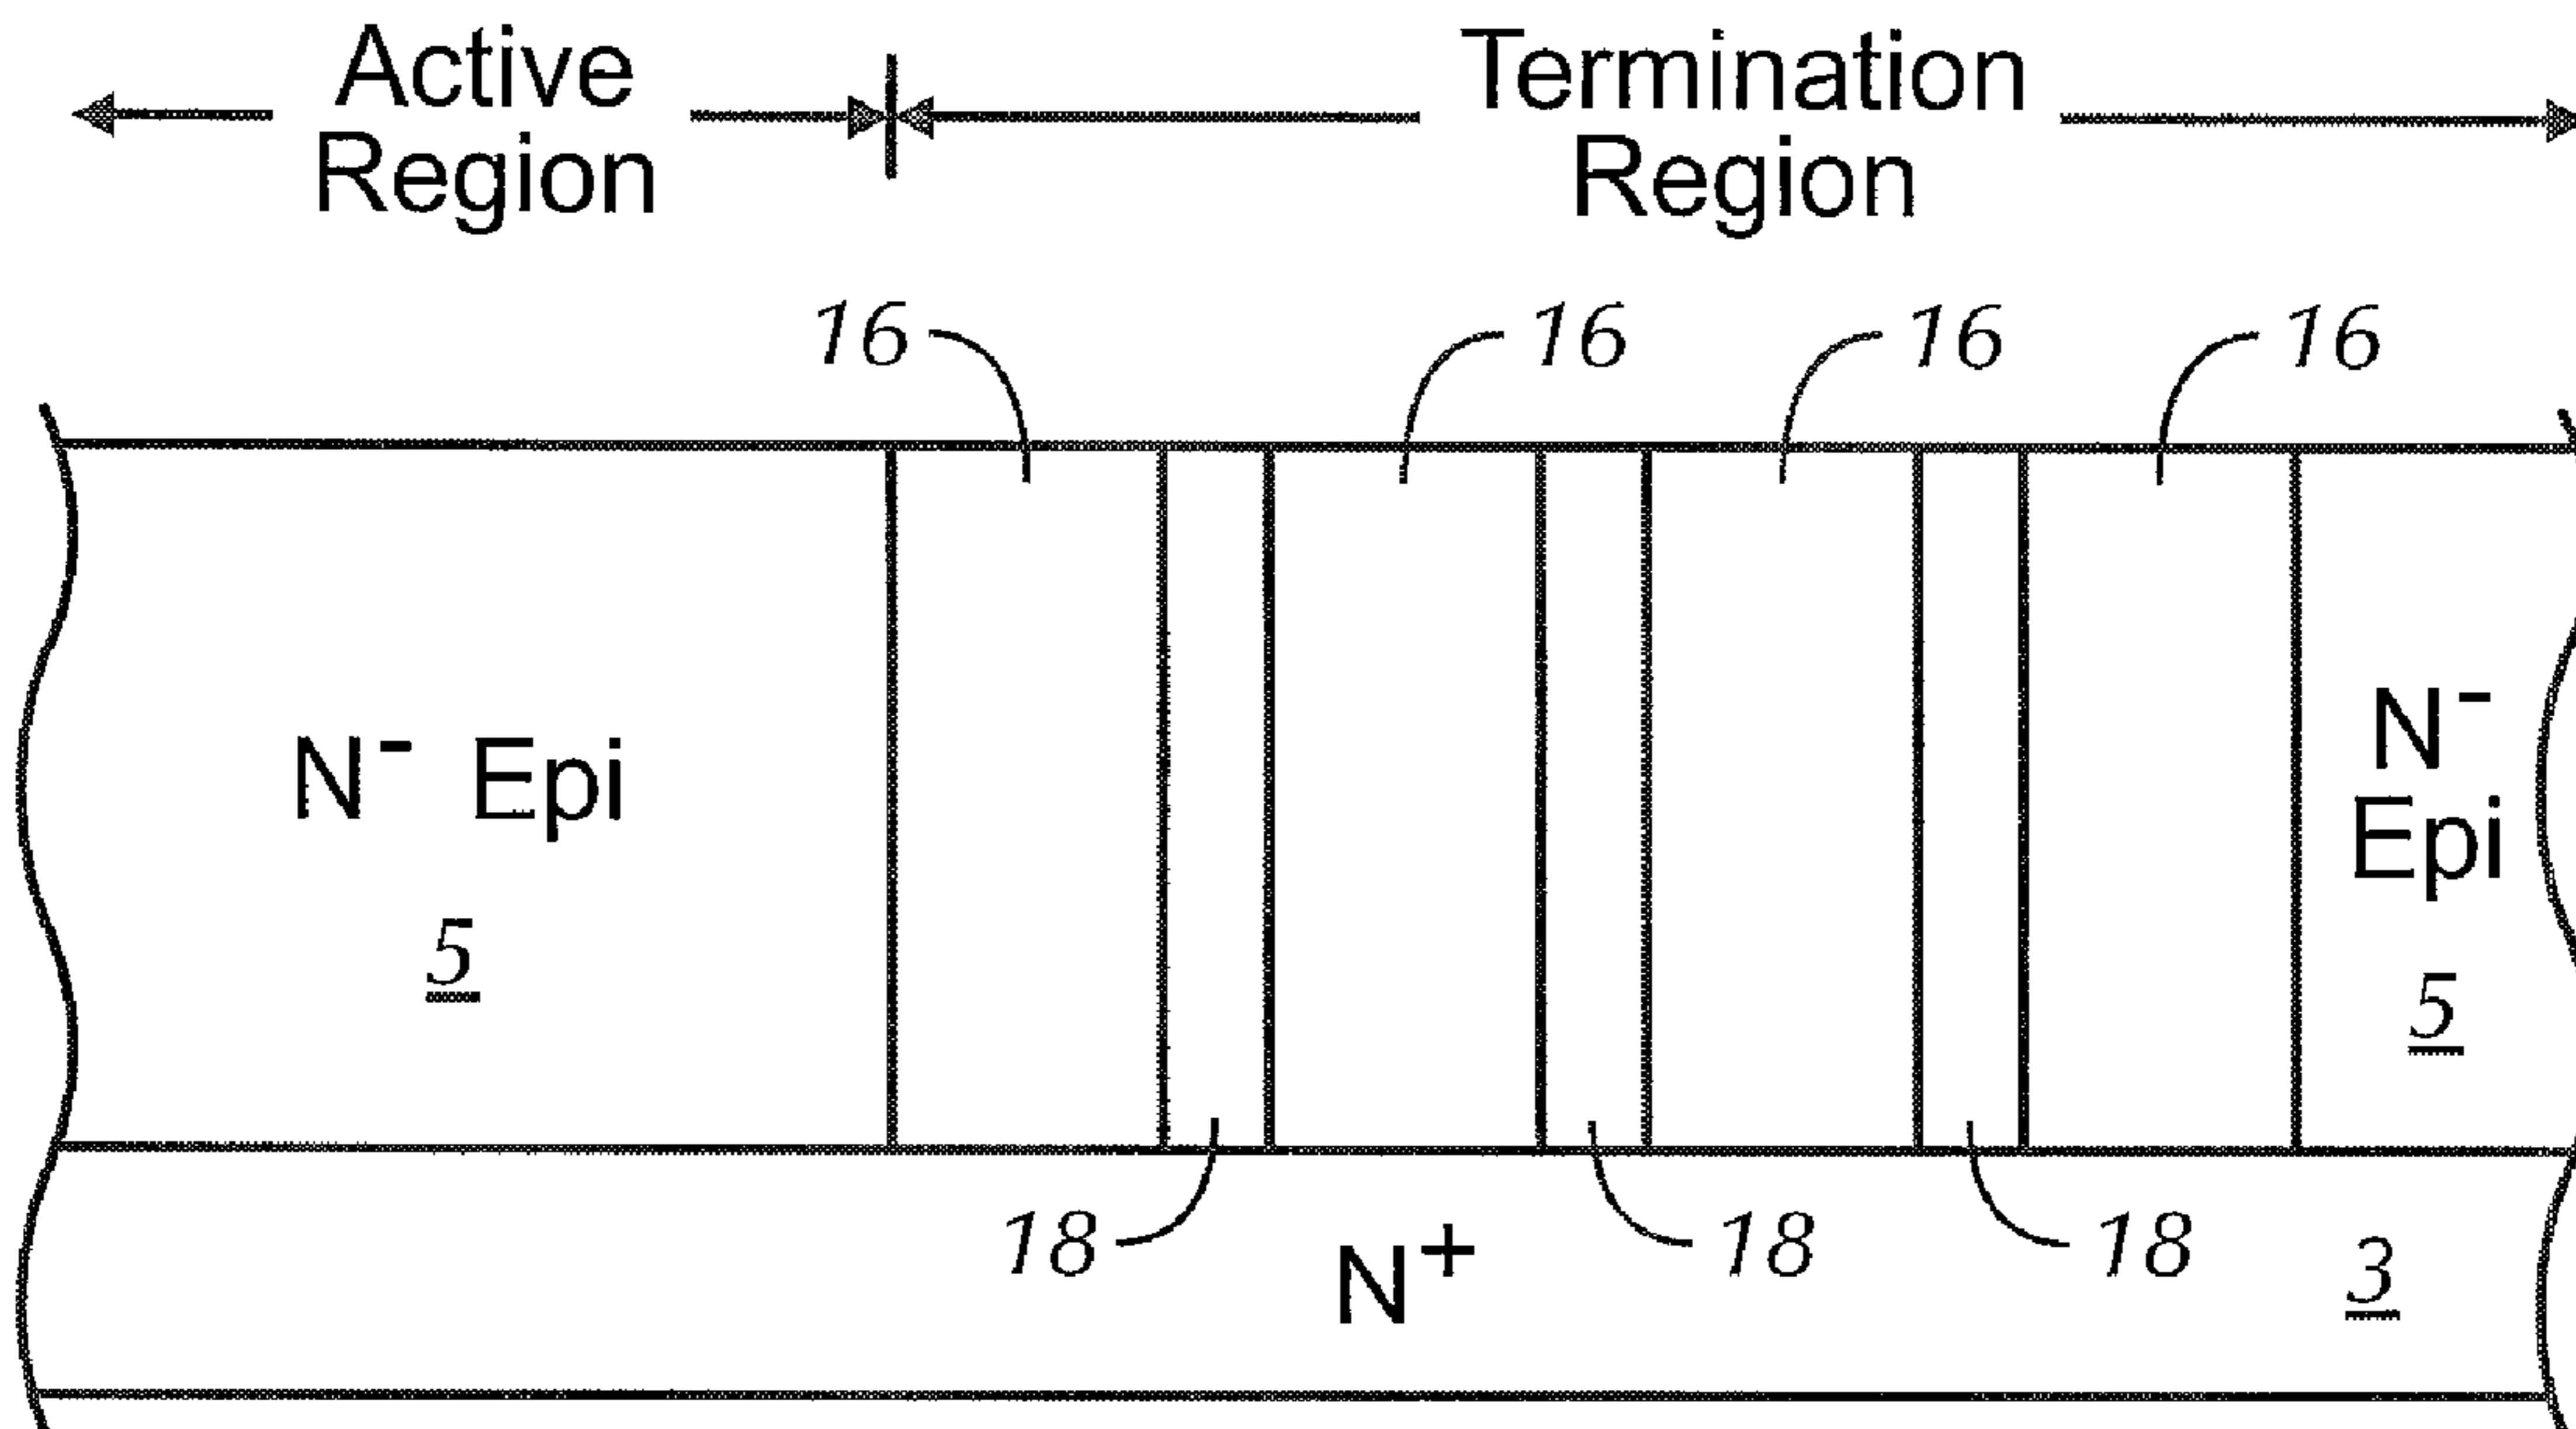 Active
Region
Termination
Region
16
16
16
16
N⁻ Epi
5
N⁻
Epi
5
18
N⁺
18
18
3